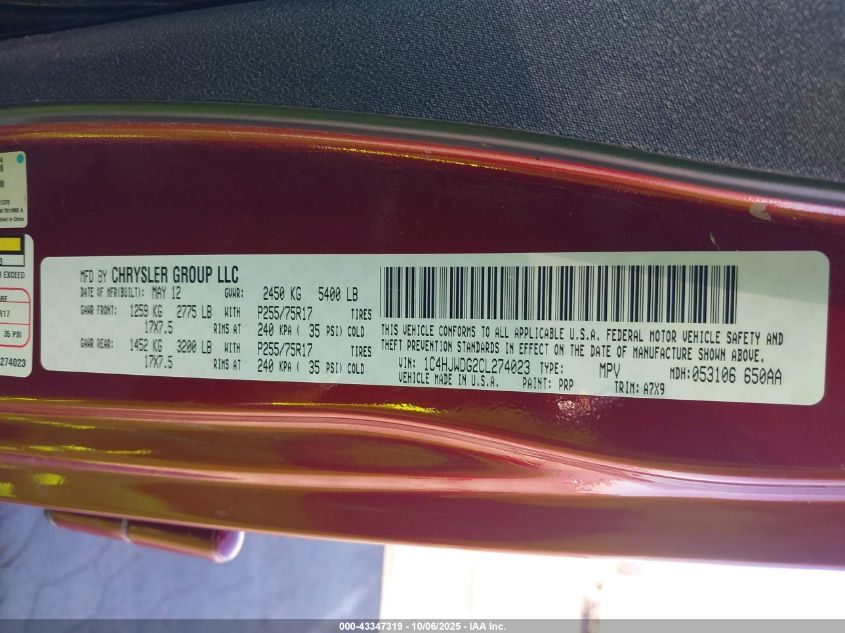 MFD BY CHRYSLER GROUP LLC
DATE OF MFR(BUILT): MAY 12 GVWR: 2450 KG 5400 LB
GAWR FRONT: 1259 KG 2775 LB WITH P255/75R17 TIRES
17X7.5 RIMS AT 240 KPA ( 35 PSI) COLD
GAWR REAR: 1452 KG 3200 LB WITH P255/75R17 TIRES
17X7.5 RIMS AT 240 KPA ( 35 PSI) COLD
THIS VEHICLE CONFORMS TO ALL APPLICABLE U.S.A. FEDERAL MOTOR VEHICLE SAFETY AND
THEFT PREVENTION STANDARDS IN EFFECT ON THE DATE OF MANUFACTURE SHOWN ABOVE.
VIN: 1C4HJWDG2CL274023 TYPE: MPV MDH:053106 650AA
VEHICLE MADE IN U.S.A. PAINT: PRP TRIM: A7X9
EXCEED
R17
35 PSI
274023
in China
000-43347319 - 10/06/2025 - IAA Inc.